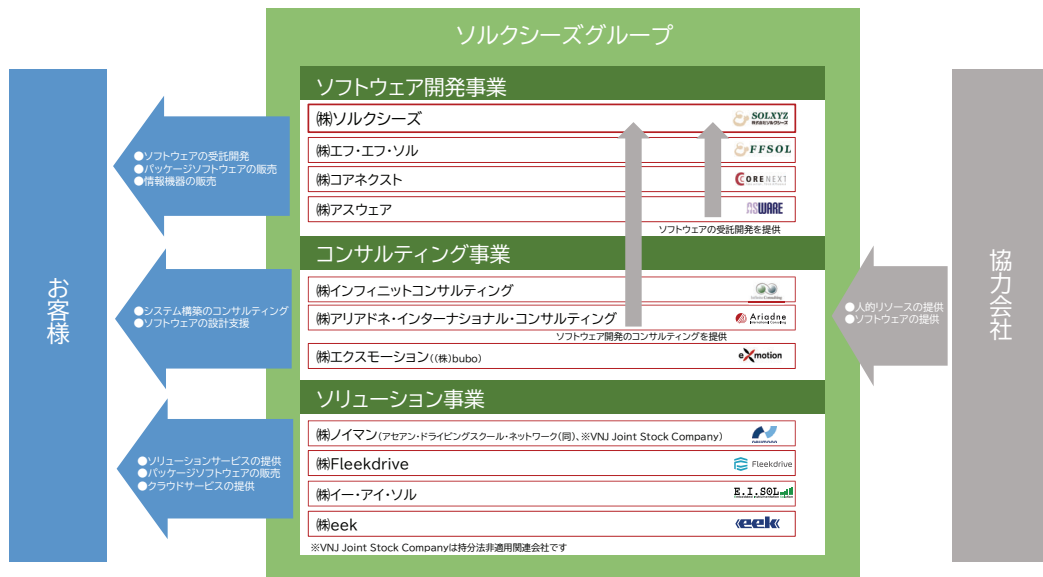 ソルクシーズグループ
お客様
ソフトウェア開発事業
㈱ソルクシーズ
SOLXYZ
株式会社ソルクシーズ
㈱エフ・エフ・ソル
FFSOL
㈱コアネクスト
CORENEXT
㈱アスウェア
ASWARE
ソフトウェアの受託開発を提供
●ソフトウェアの受託開発
●パッケージソフトウェアの販売
●情報機器の販売
コンサルティング事業
㈱インフィニットコンサルティング
㈱アリアドネ・インターナショナル・コンサルティング
Ariadne
International Consulting
ソフトウェア開発のコンサルティングを提供
㈱エクスモーション((株)bubo)
eXmotion
●システム構築のコンサルティング
●ソフトウェアの設計支援
ソリューション事業
㈱ノイマン(アセアン・ドライビングスクール・ネットワーク(同)、※VNJ Joint Stock Company)
NEUMANN
㈱Fleekdrive
Fleekdrive
㈱イー・アイ・ソル
E.I.SOL
㈱eek
eek
※VNJ Joint Stock Companyは持分法非適用関連会社です
●ソリューションサービスの提供
●パッケージソフトウェアの販売
●クラウドサービスの提供
●人的リソースの提供
●ソフトウェアの提供
協力会社